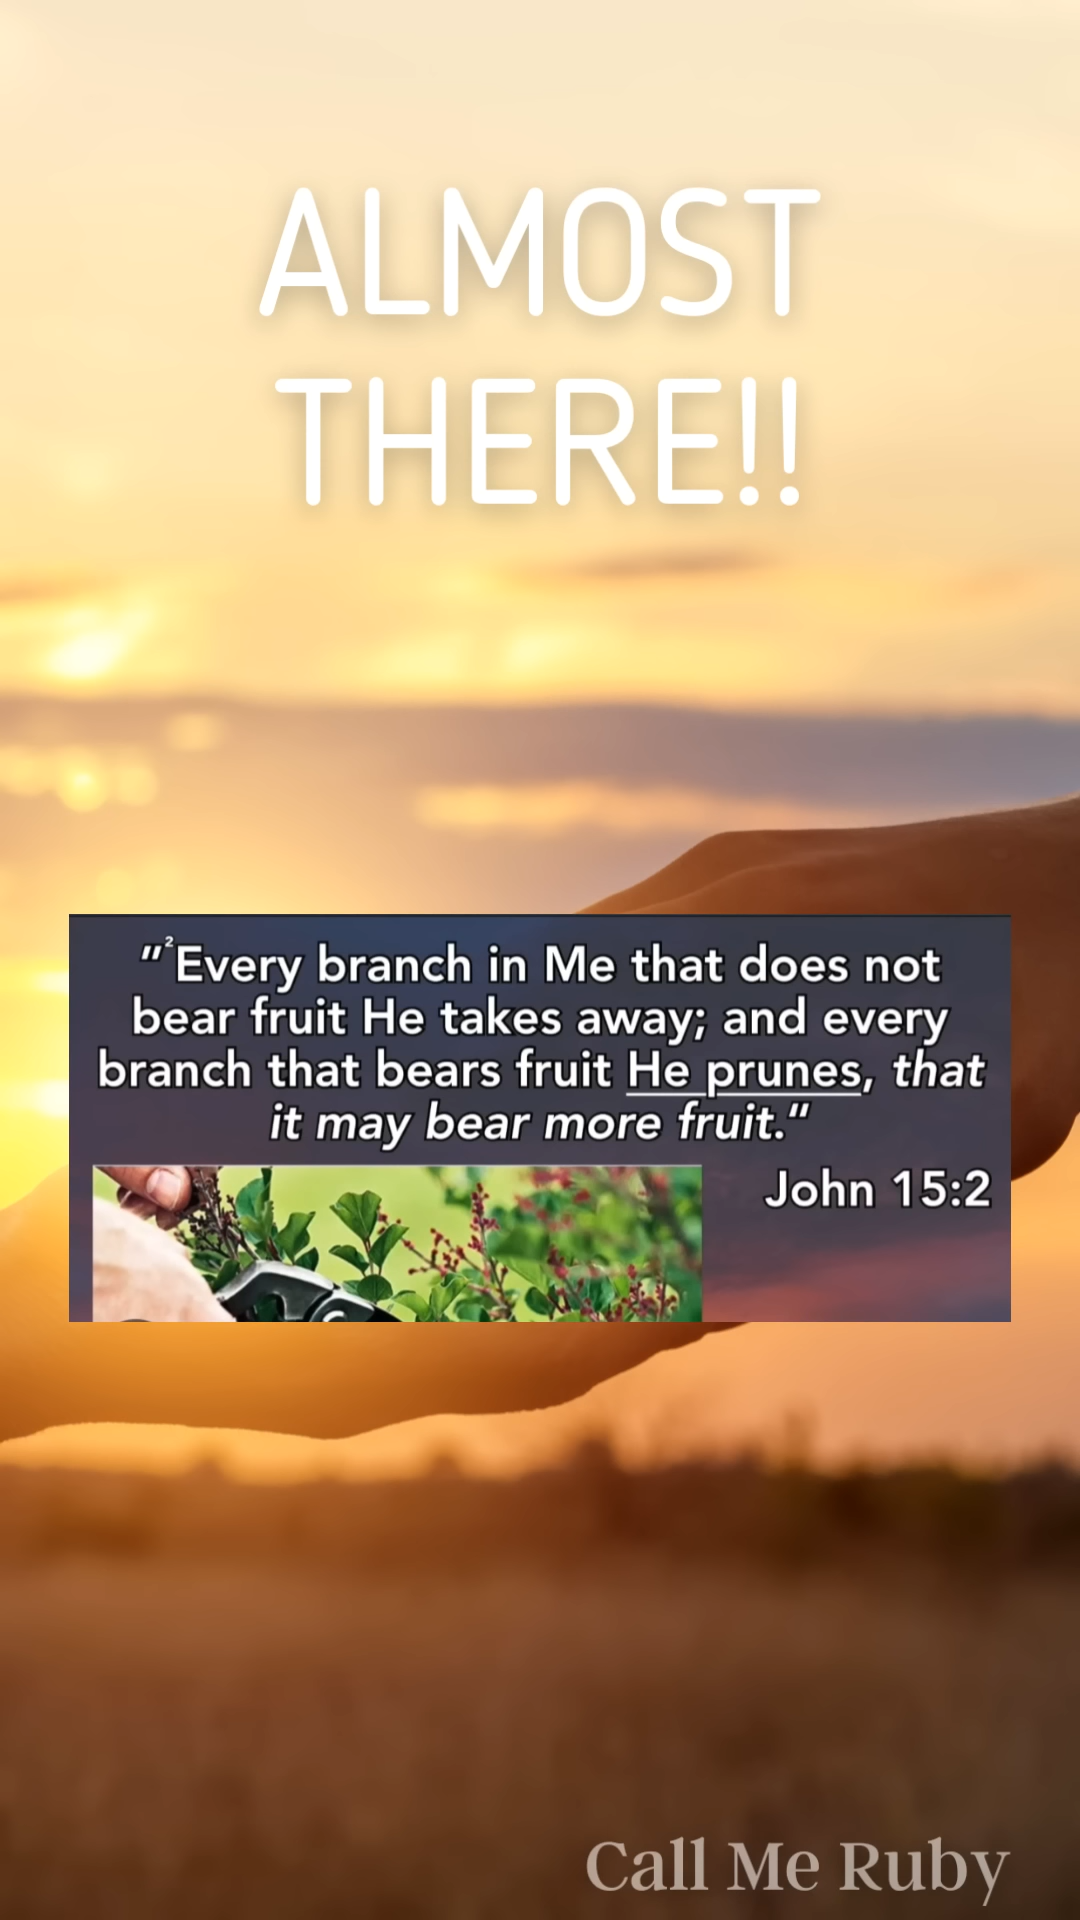 ALMOST
THERE!!
"²Every branch in Me that does not
bear fruit He takes away; and every
branch that bears fruit He prunes, that
it may bear more fruit."
John 15:2
Call Me Ruby